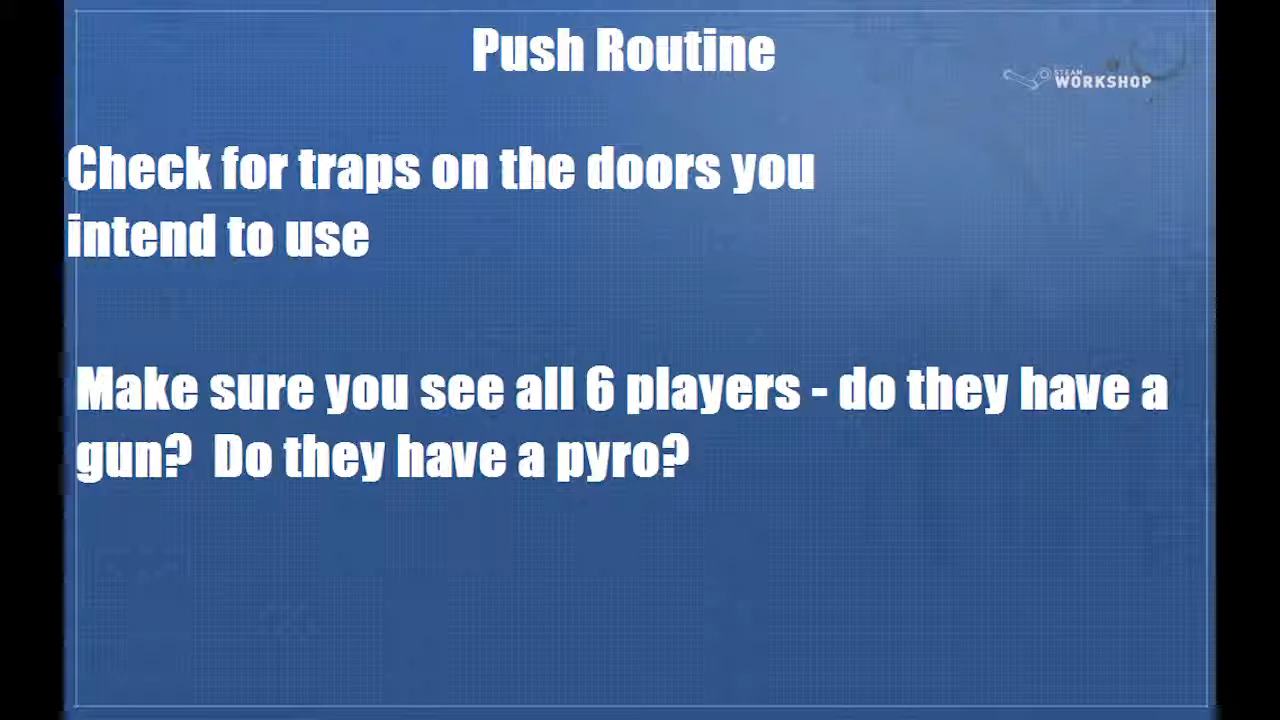 Push Routine
STEAM
WORKSHOP
Check for traps on the doors you
intend to use
Make sure you see all 6 players - do they have a
gun?  Do they have a pyro?